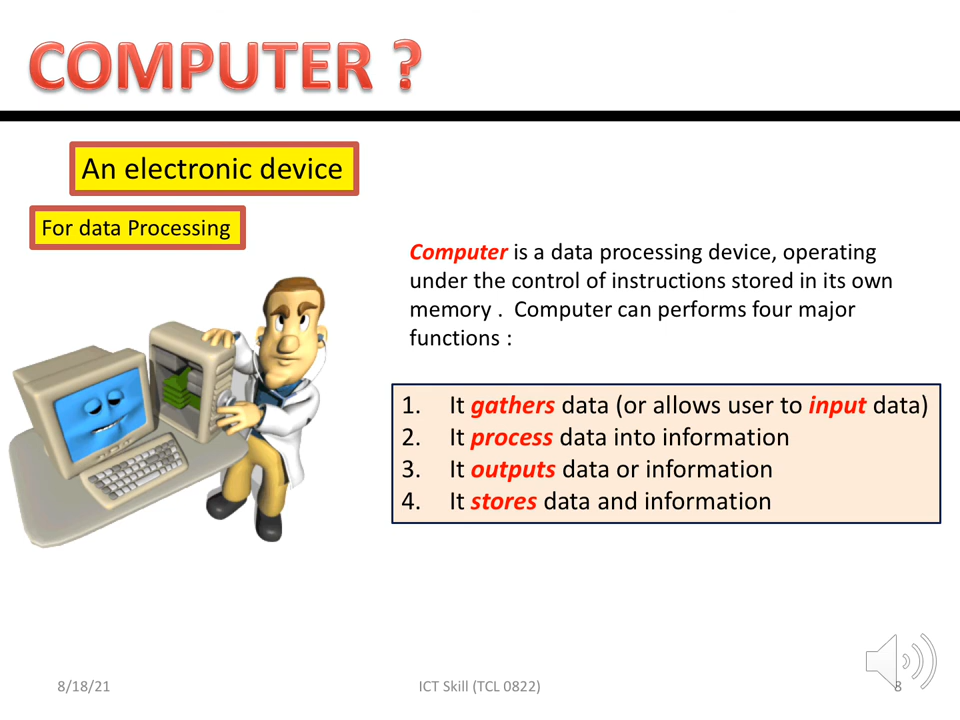 COMPUTER ?
An electronic device
For data Processing
Computer is a data processing device, operating
under the control of instructions stored in its own
memory .  Computer can performs four major
functions :
1. It gathers data (or allows user to input data)
2. It process data into information
3. It outputs data or information
4. It stores data and information
8/18/21
ICT Skill (TCL 0822)
8